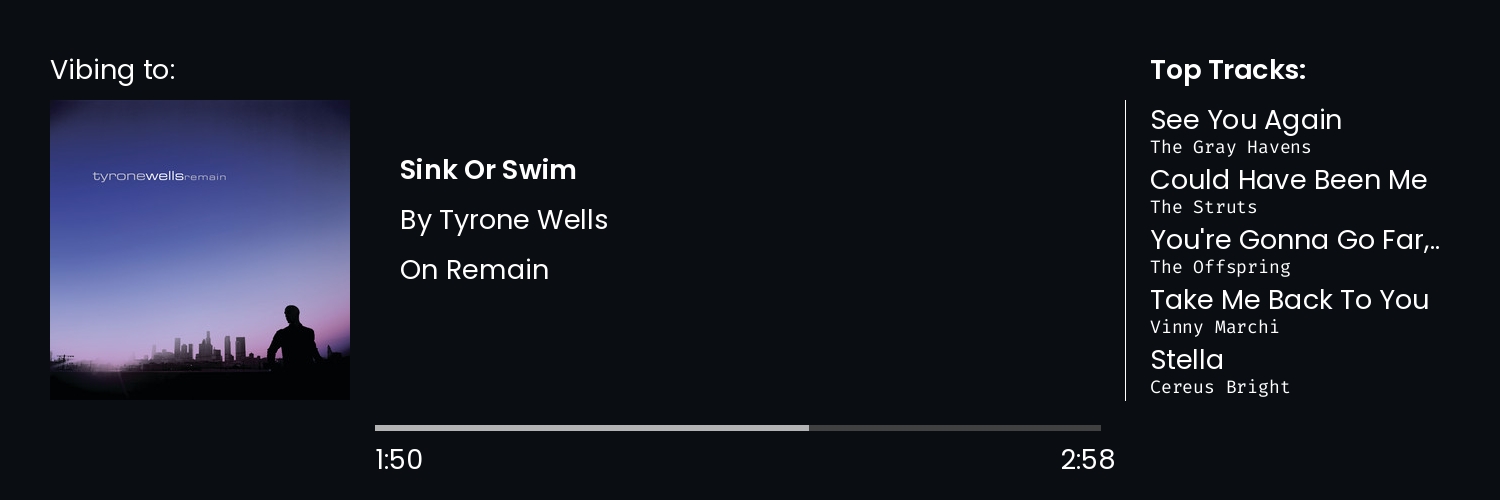 Vibing to:
tyronewellsremain
Sink Or Swim
By Tyrone Wells
On Remain
1:50
2:58
Top Tracks:
See You Again
The Gray Havens
Could Have Been Me
The Struts
You're Gonna Go Far,..
The Offspring
Take Me Back To You
Vinny Marchi
Stella
Cereus Bright